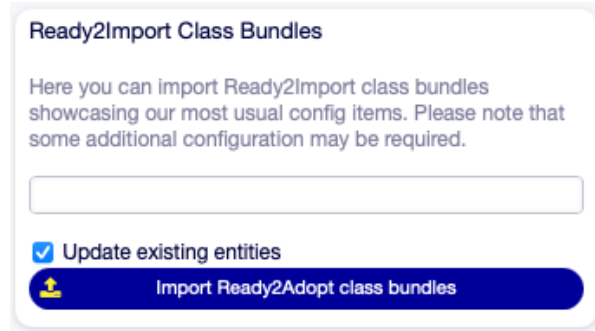 Ready2Import Class Bundles
Here you can import Ready2Import class bundles
showcasing our most usual config items. Please note that
some additional configuration may be required.
Update existing entities
Import Ready2Adopt class bundles